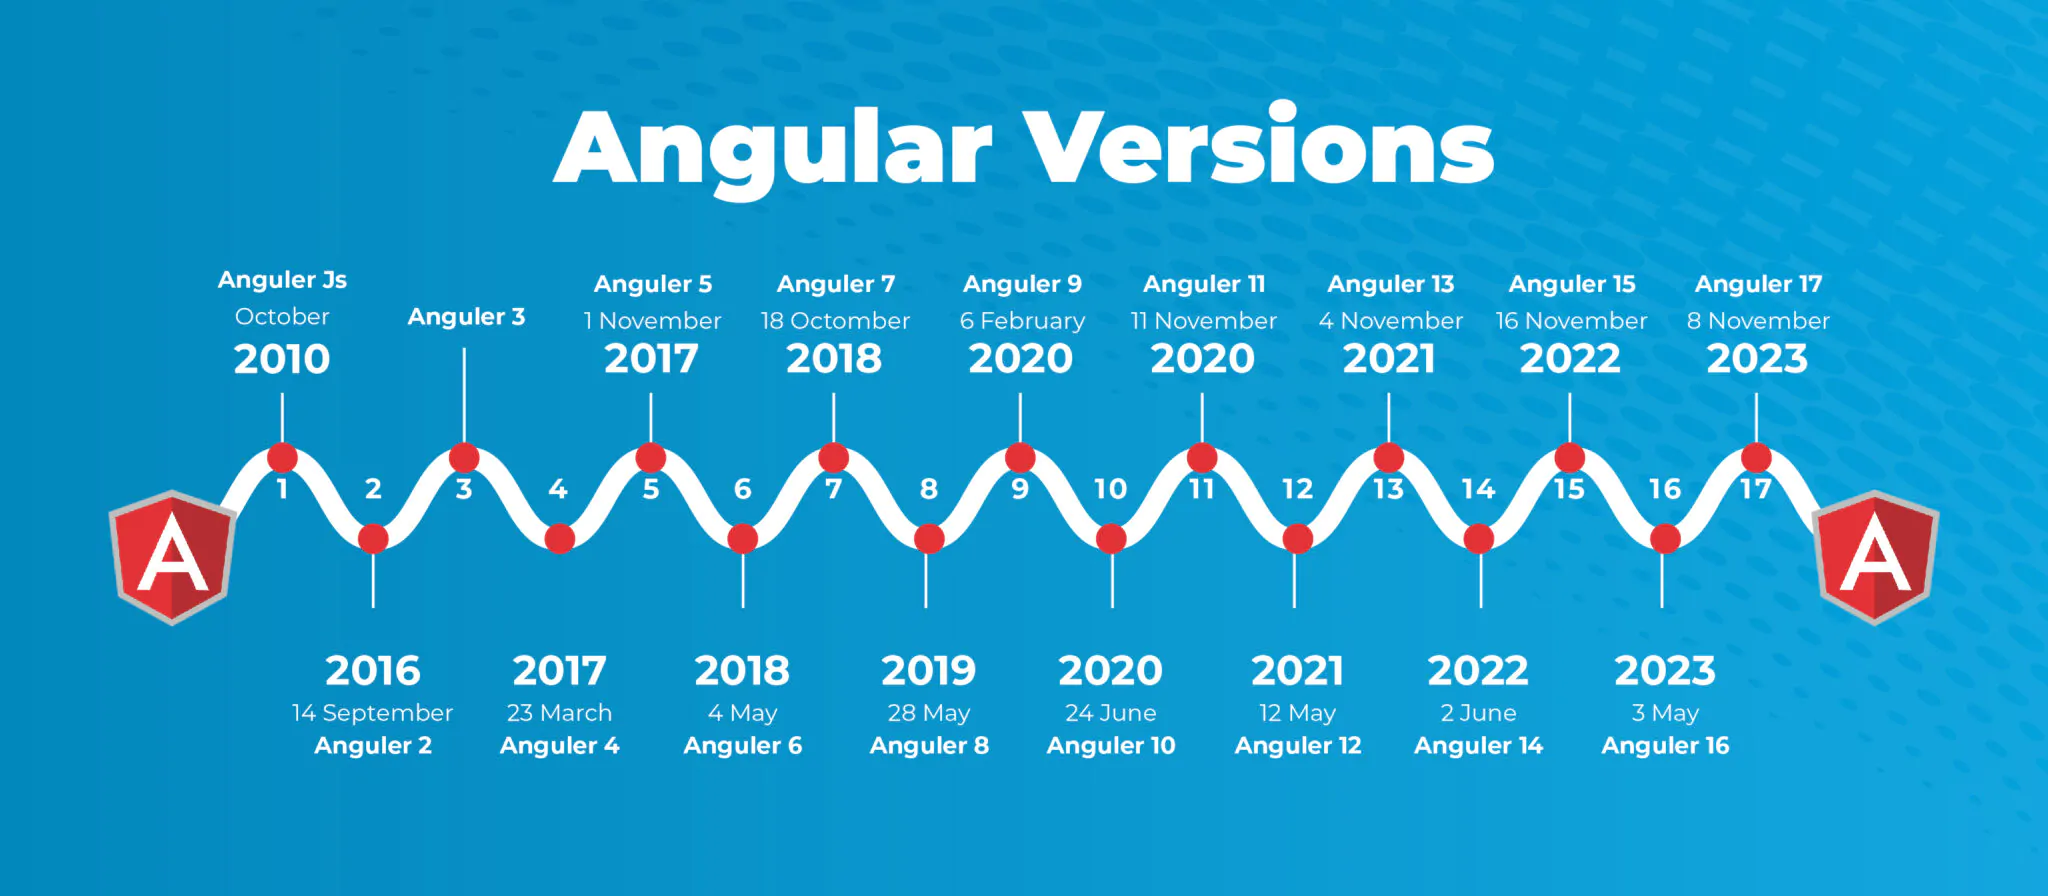 Angular Versions
Anguler Js
October
2010
Anguler 3
Anguler 5
1 November
2017
Anguler 7
18 Octomber
2018
Anguler 9
6 February
2020
Anguler 11
11 November
2020
Anguler 13
4 November
2021
Anguler 15
16 November
2022
Anguler 17
8 November
2023
1 2 3 4 5 6 7 8 9 10 11 12 13 14 15 16 17
A
A
2016
14 September
Anguler 2
2017
23 March
Anguler 4
2018
4 May
Anguler 6
2019
28 May
Anguler 8
2020
24 June
Anguler 10
2021
12 May
Anguler 12
2022
2 June
Anguler 14
2023
3 May
Anguler 16